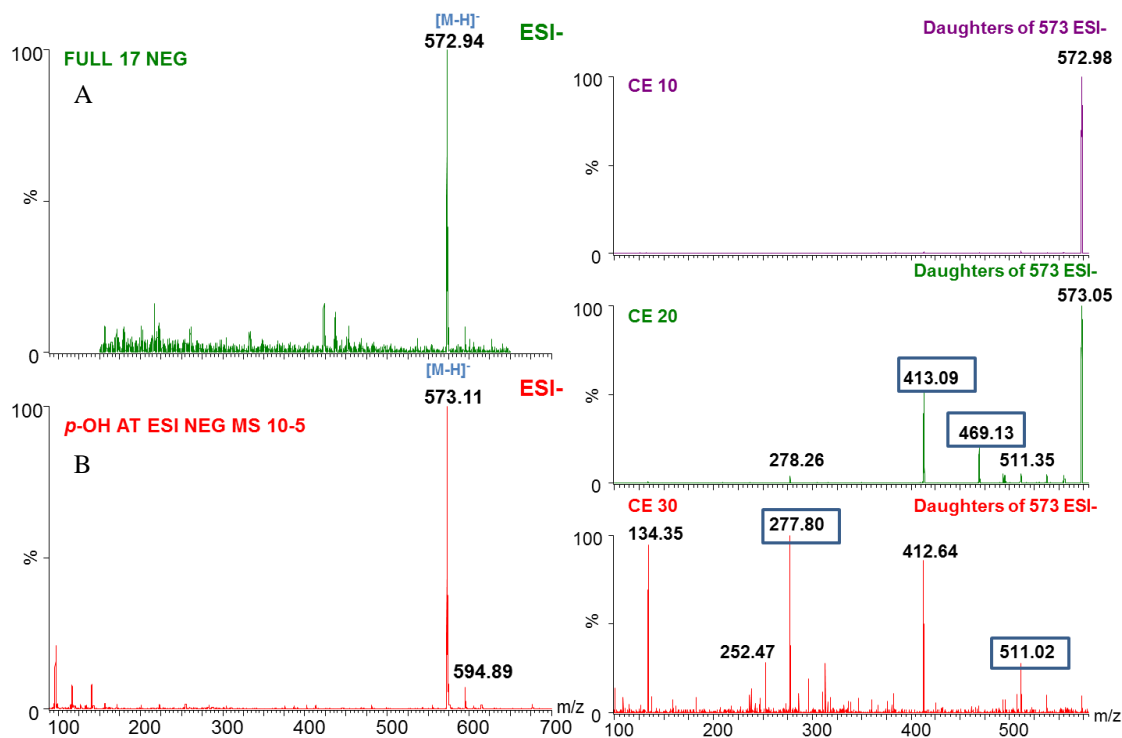 [M-H]-
ESI-
572.94
100
FULL 17 NEG
A
%
0
[M-H]-
ESI-
573.11
100
p-OH AT ESI NEG MS 10-5
B
%
594.89
0
m/z
100 200 300 400 500 600 700
Daughters of 573 ESI-
572.98
100
CE 10
%
0
Daughters of 573 ESI-
573.05
100
CE 20
413.09
%
469.13
278.26
511.35
0
CE 30
Daughters of 573 ESI-
277.80
100
134.35
412.64
%
252.47
511.02
0
m/z
100 200 300 400 500